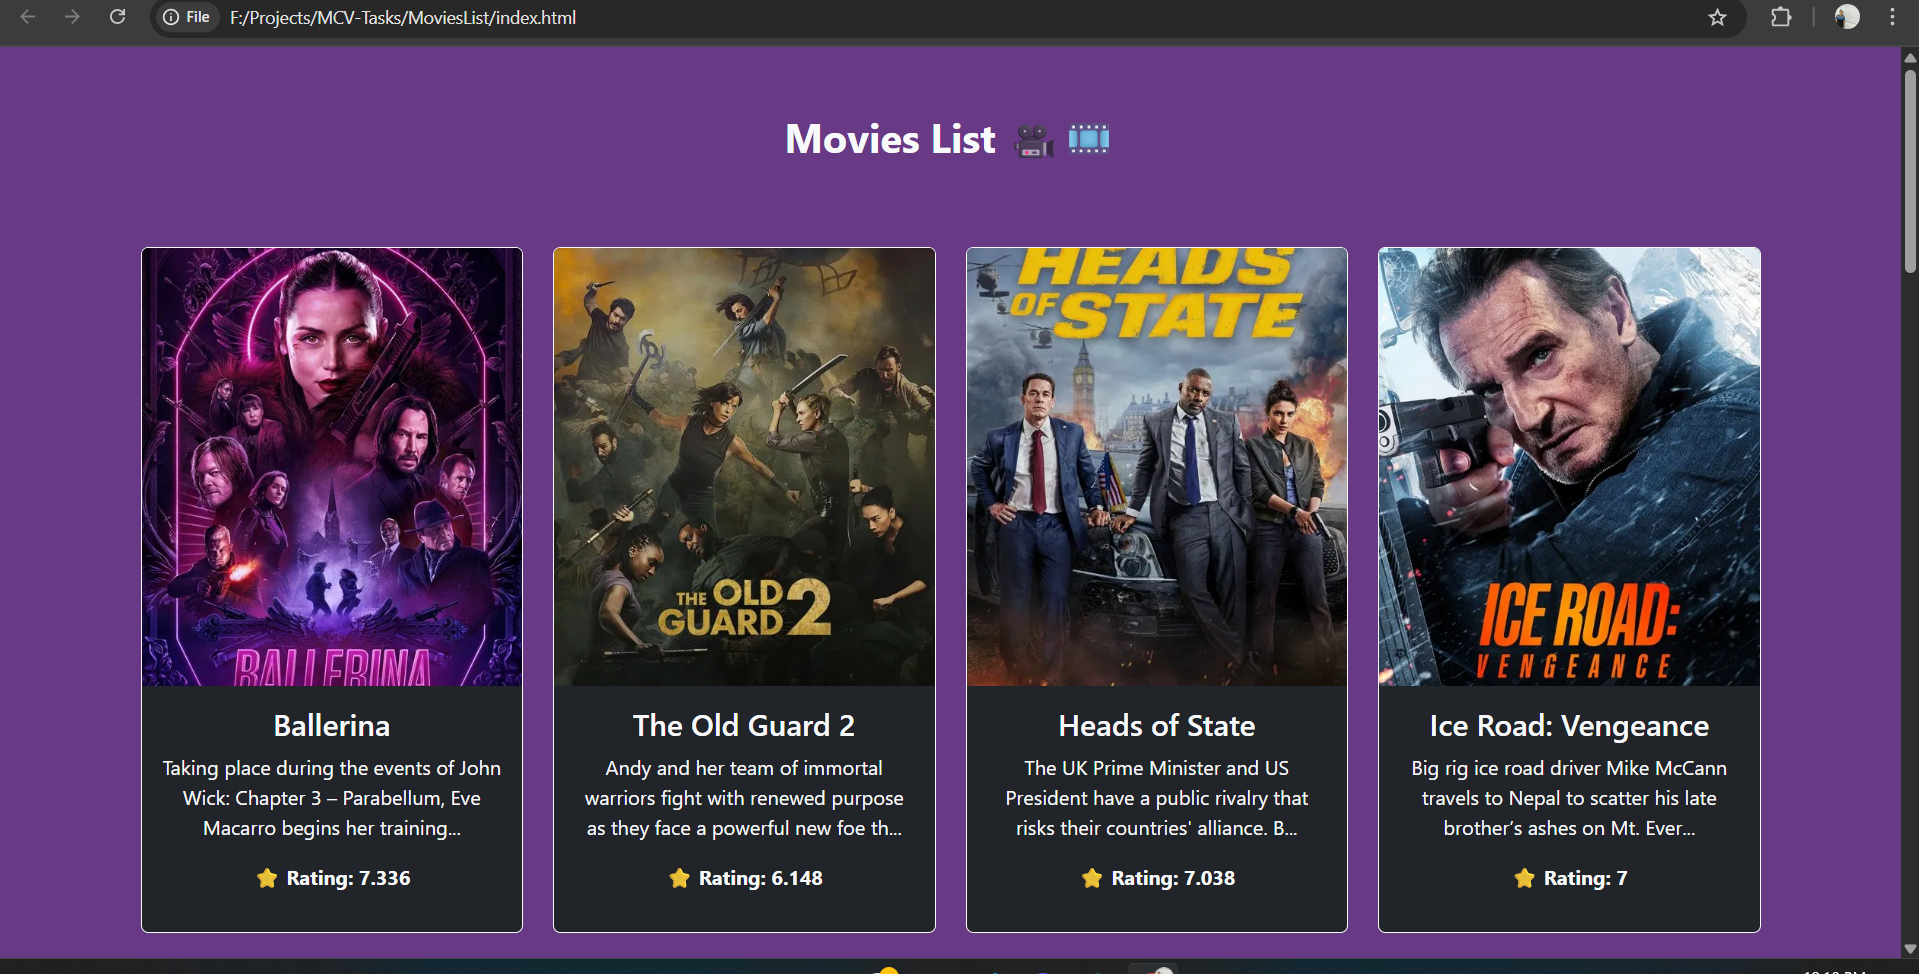 File F:/Projects/MCV-Tasks/MoviesList/index.html
Movies List
BALLERINA
THE OLD
GUARD 2
HEADS
OF STATE
ICE ROAD:
VENGEANCE
Ballerina
Taking place during the events of John
Wick: Chapter 3 – Parabellum, Eve
Macarro begins her training...
Rating: 7.336
The Old Guard 2
Andy and her team of immortal
warriors fight with renewed purpose
as they face a powerful new foe th...
Rating: 6.148
Heads of State
The UK Prime Minister and US
President have a public rivalry that
risks their countries' alliance. B...
Rating: 7.038
Ice Road: Vengeance
Big rig ice road driver Mike McCann
travels to Nepal to scatter his late
brother’s ashes on Mt. Ever...
Rating: 7